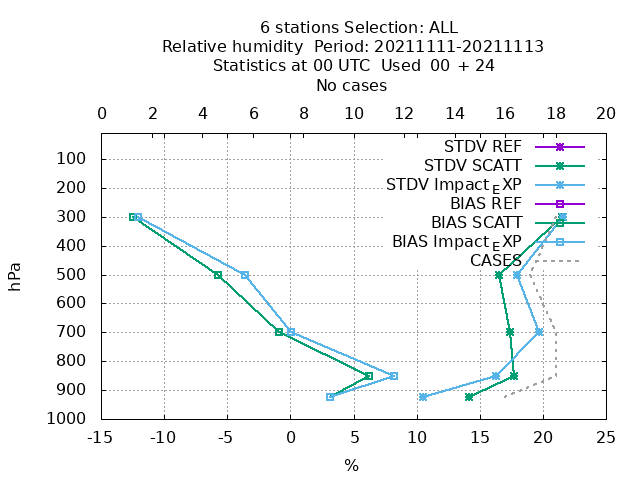 6 stations Selection: ALL
Relative humidity  Period: 20211111-20211113
Statistics at 00 UTC  Used  00 + 24
No cases
0 2 4 6 7 9 11 12 14 16 18 20
STDV REF
STDV SCATT
STDV Impact_EXP
BIAS REF
BIAS SCATT
BIAS Impact_EXP
CASES
100
200
300
400
500
600
700
800
900
1000
hPa
-15 -10 -5 0 5 10 15 20 25
%